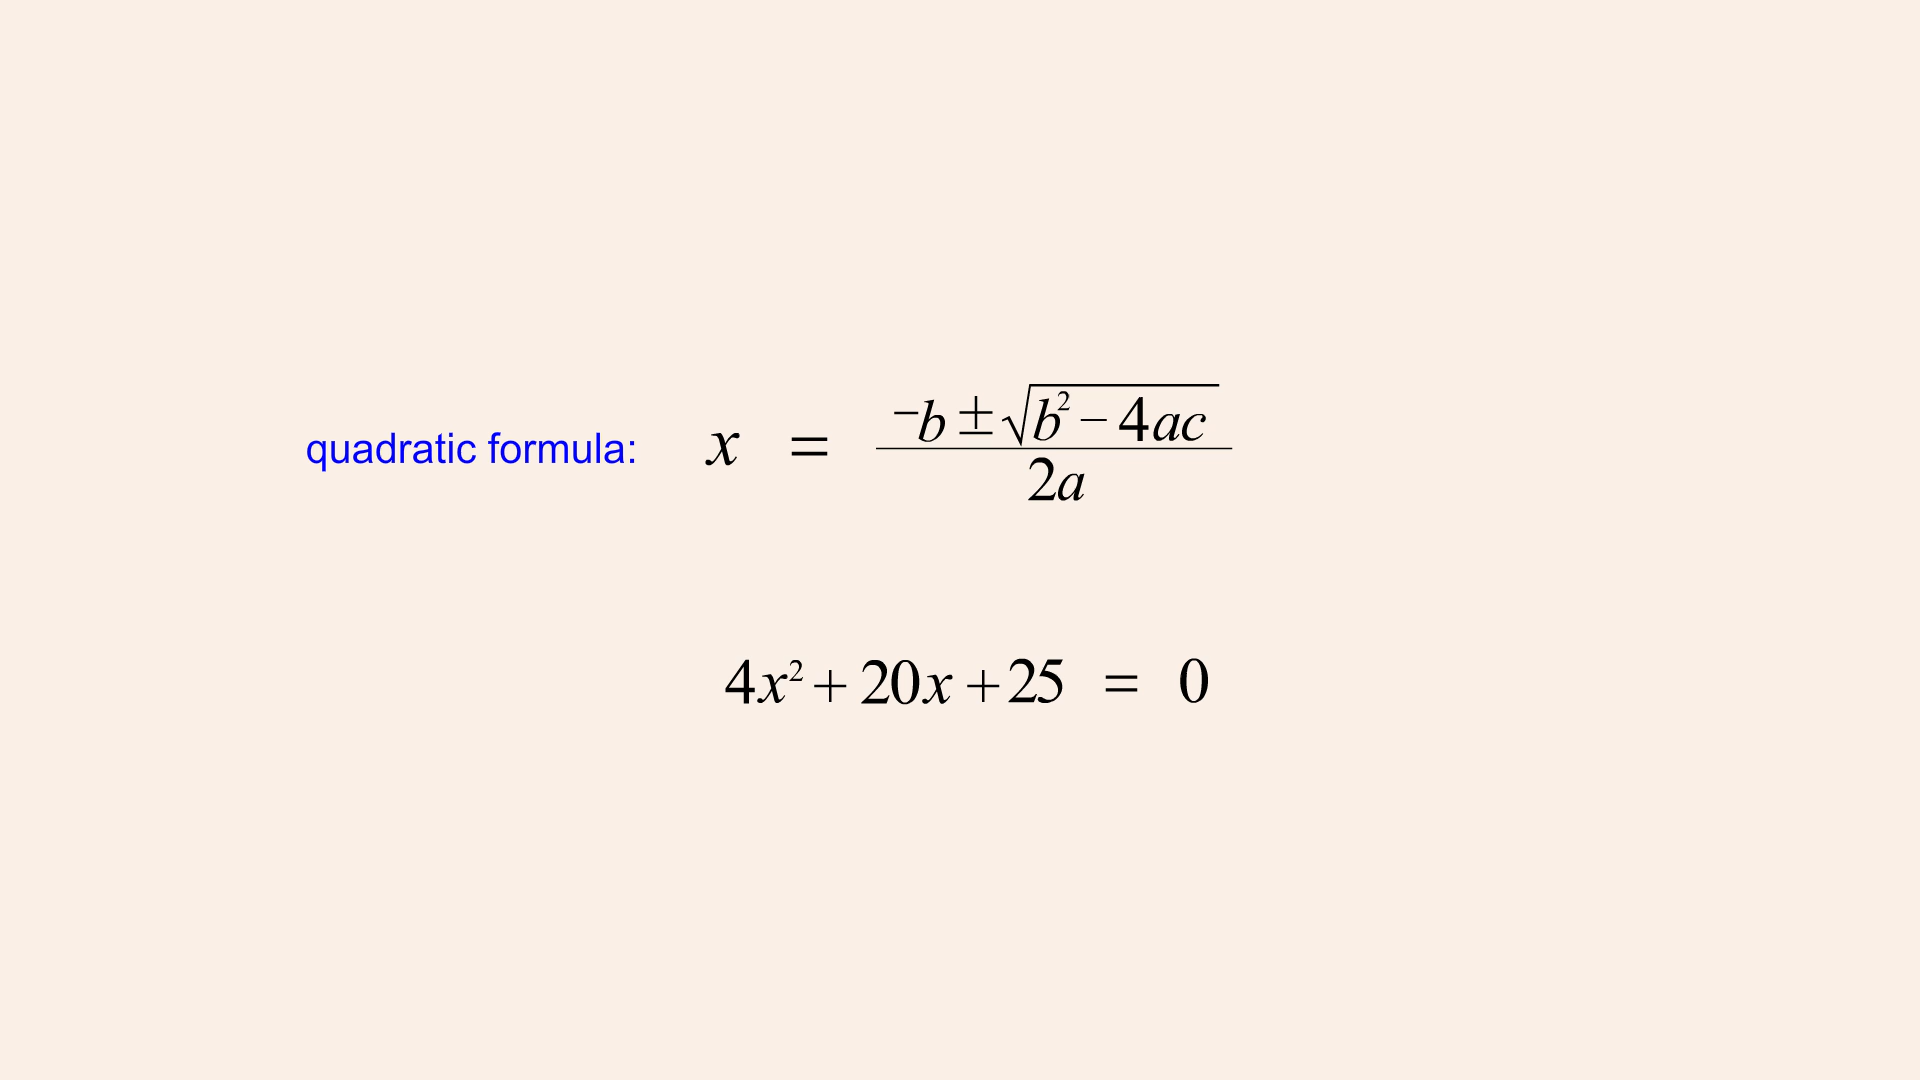 quadratic formula: x = (⁻b ± √(b² − 4ac)) / 2a
4x² + 20x + 25 = 0